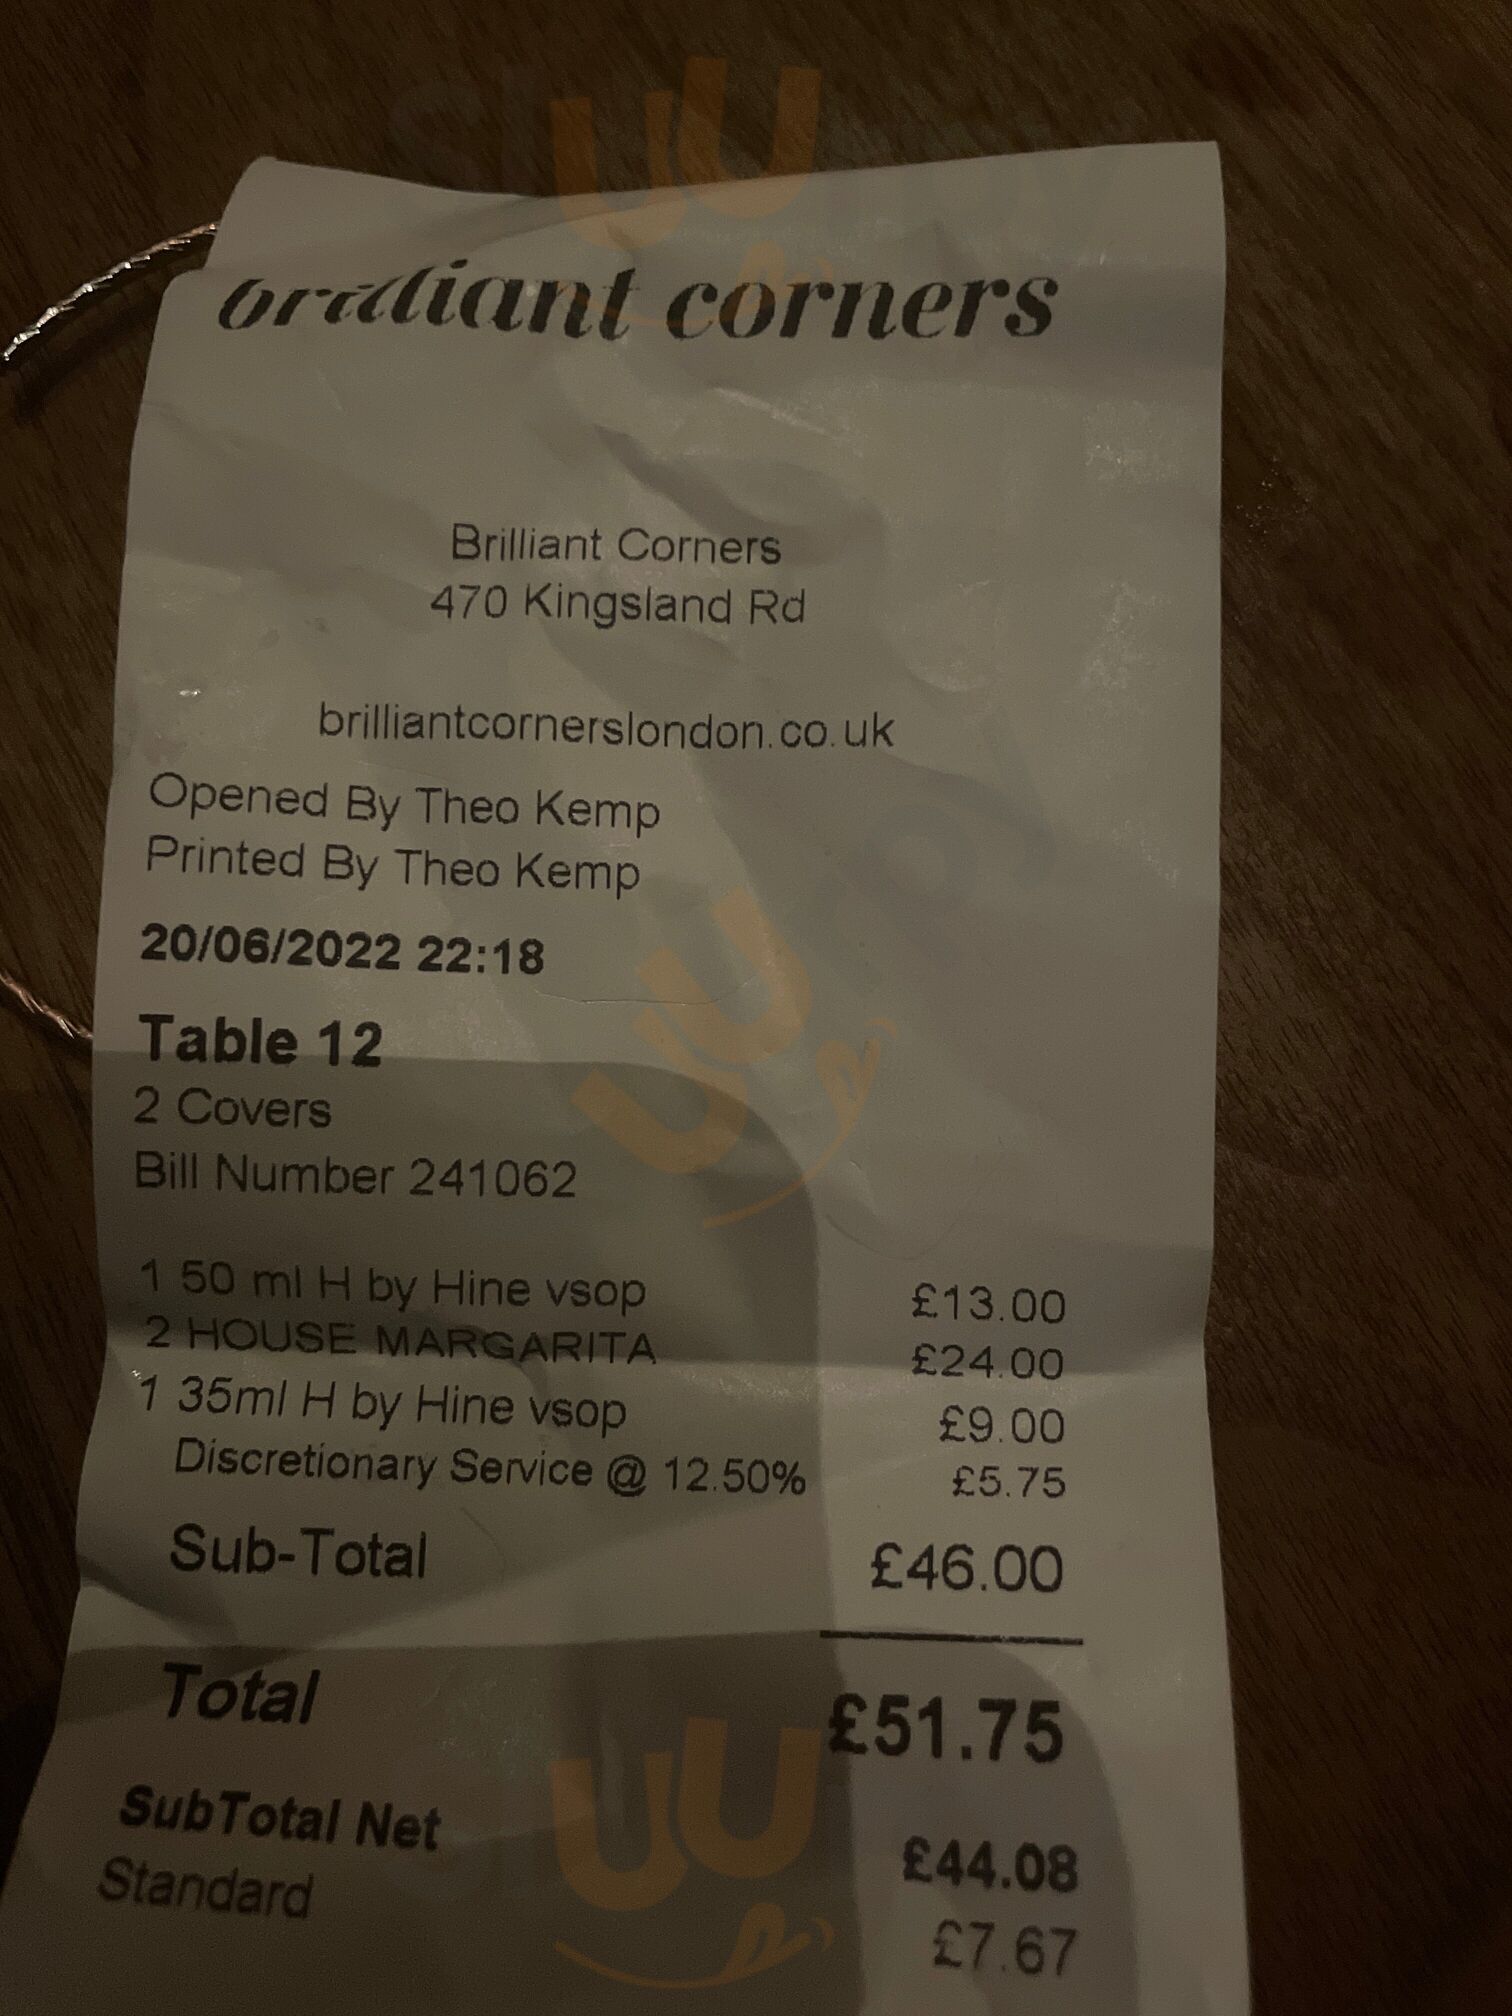 brilliant corners
Brilliant Corners
470 Kingsland Rd
brilliantcornerslondon.co.uk
Opened By Theo Kemp
Printed By Theo Kemp
20/06/2022 22:18
Table 12
2 Covers
Bill Number 241062
1 50 ml H by Hine vsop £13.00
2 HOUSE MARGARITA £24.00
1 35ml H by Hine vsop £9.00
Discretionary Service @ 12.50% £5.75
Sub-Total £46.00
Total £51.75
SubTotal Net £44.08
Standard £7.67